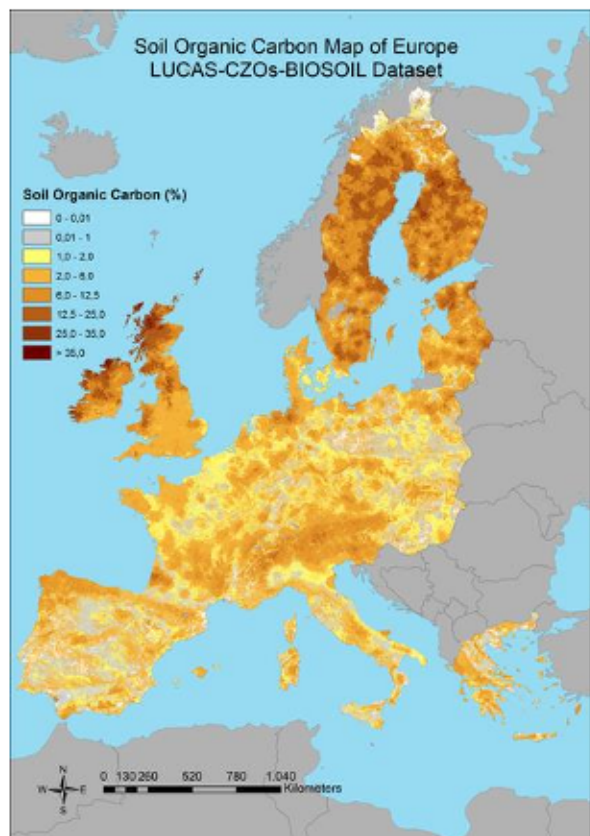 Soil Organic Carbon Map of Europe
LUCAS-CZOs-BIOSOIL Dataset
Soil Organic Carbon (%)
0 - 0,01
0,01 - 1
1,0 - 2,0
2,0 - 6,0
6,0 - 12,5
12,5 - 25,0
25,0 - 35,0
> 35,0
N
W E
S
0 130 260 520 780 1.040
Kilometers